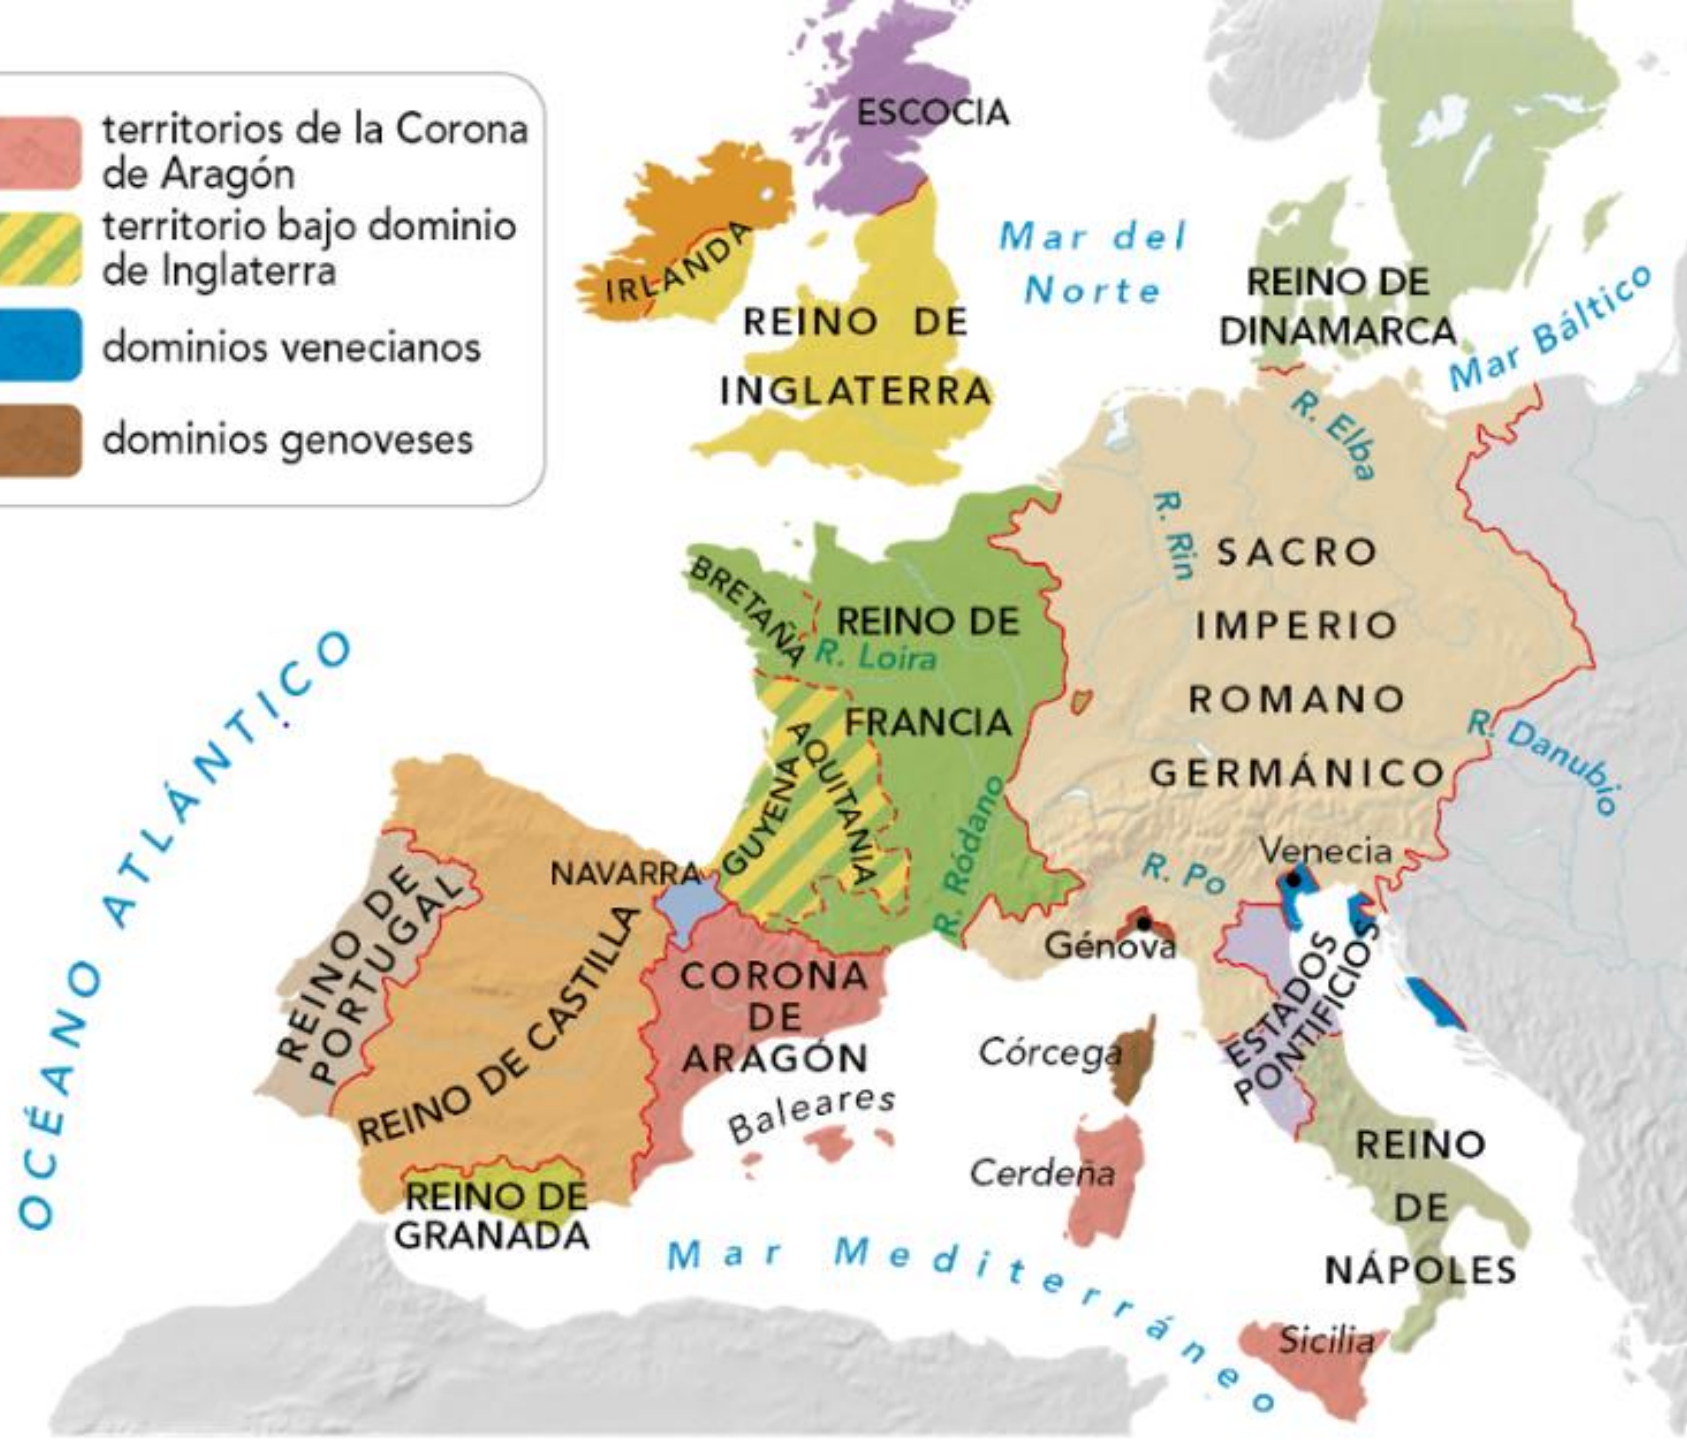 territorios de la Corona
de Aragón
territorio bajo dominio
de Inglaterra
dominios venecianos
dominios genoveses
ESCOCIA
IRLANDA
Mar del
Norte
REINO DE
INGLATERRA
REINO DE
DINAMARCA
Mar Báltico
R. Elba
R. Rin
SACRO
IMPERIO
ROMANO
GERMÁNICO
R. Danubio
BRETAÑA
REINO DE
R. Loira
FRANCIA
AQUITANIA
GUYENA
R. Ródano
OCÉANO ATLÁNTICO
NAVARRA
Venecia
R. Po
Génova
REINO DE
PORTUGAL
REINO DE CASTILLA
CORONA
DE
ARAGÓN
Baleares
Córcega
Cerdeña
ESTADOS
PONTIFICIOS
REINO
DE
NÁPOLES
REINO DE
GRANADA
Mar Mediterráneo
Sicilia